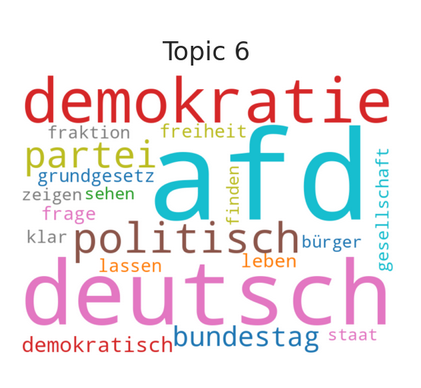 Topic 6
demokratie
fraktion freiheit
partei afd
grundgesetz
zeigen sehen finden gesellschaft
frage
klar politisch bürger
lassen leben
deutsch
demokratisch bundestag staat